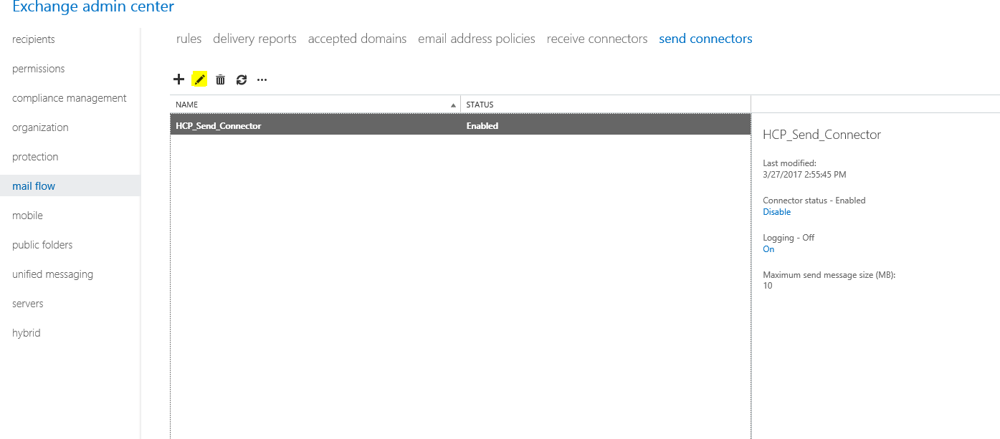 Exchange admin center
recipients
permissions
compliance management
organization
protection
mail flow
mobile
public folders
unified messaging
servers
hybrid
rules delivery reports accepted domains email address policies receive connectors send connectors
NAME STATUS
HCP_Send_Connector Enabled
HCP_Send_Connector
Last modified:
3/27/2017 2:55:45 PM
Connector status - Enabled
Disable
Logging - Off
On
Maximum send message size (MB):
10